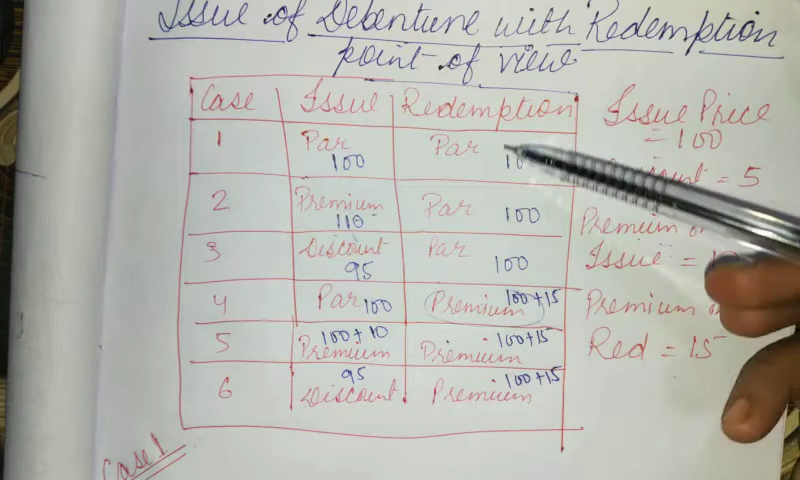 Issue of Debenture with Redemption
point of view
Case Issue Redemption
1 Par 100 Par
2 Premium 110 Par 100
3 Discount 95 Par 100
4 Par 100 Premium 100+15
5 100+10 Premium 100+15 Premium
6 95 Discount 100+15 Premium
Issue Price
= 100
= 5
Premium
Issue =
Premium
Red = 15
Case 1